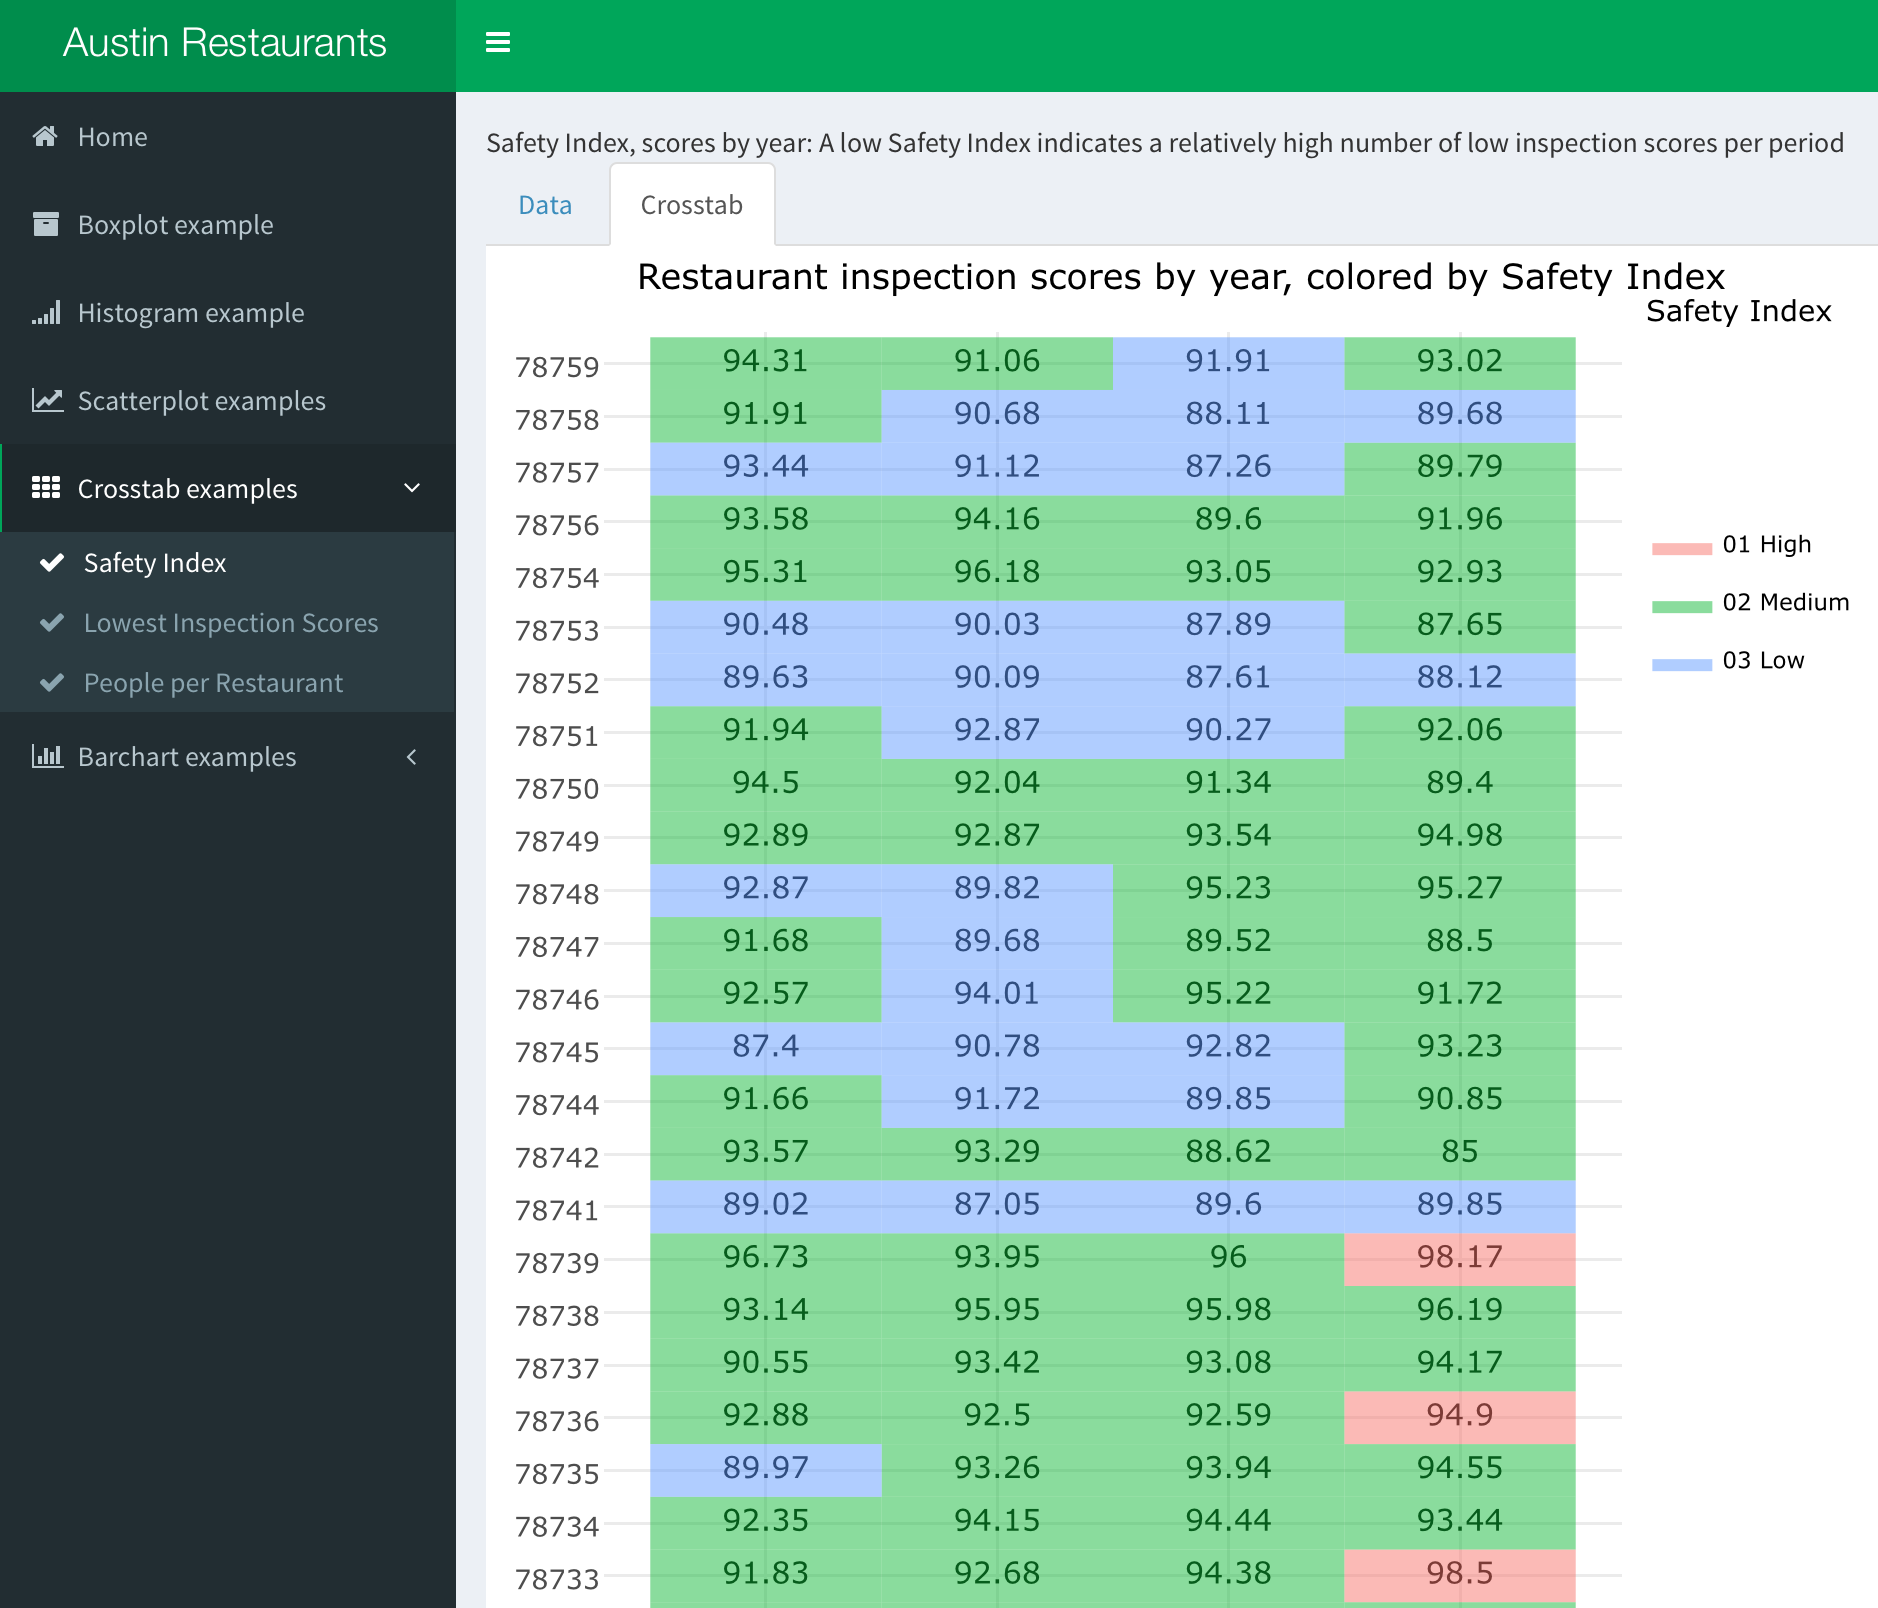 Austin Restaurants
Home
Boxplot example
Histogram example
Scatterplot examples
Crosstab examples
Safety Index
Lowest Inspection Scores
People per Restaurant
Barchart examples
Safety Index, scores by year: A low Safety Index indicates a relatively high number of low inspection scores per period
Data Crosstab
Restaurant inspection scores by year, colored by Safety Index
Safety Index
78759 94.31 91.06 91.91 93.02
78758 91.91 90.68 88.11 89.68
78757 93.44 91.12 87.26 89.79
78756 93.58 94.16 89.6 91.96
78754 95.31 96.18 93.05 92.93
78753 90.48 90.03 87.89 87.65
78752 89.63 90.09 87.61 88.12
78751 91.94 92.87 90.27 92.06
78750 94.5 92.04 91.34 89.4
78749 92.89 92.87 93.54 94.98
78748 92.87 89.82 95.23 95.27
78747 91.68 89.68 89.52 88.5
78746 92.57 94.01 95.22 91.72
78745 87.4 90.78 92.82 93.23
78744 91.66 91.72 89.85 90.85
78742 93.57 93.29 88.62 85
78741 89.02 87.05 89.6 89.85
78739 96.73 93.95 96 98.17
78738 93.14 95.95 95.98 96.19
78737 90.55 93.42 93.08 94.17
78736 92.88 92.5 92.59 94.9
78735 89.97 93.26 93.94 94.55
78734 92.35 94.15 94.44 93.44
78733 91.83 92.68 94.38 98.5
01 High
02 Medium
03 Low